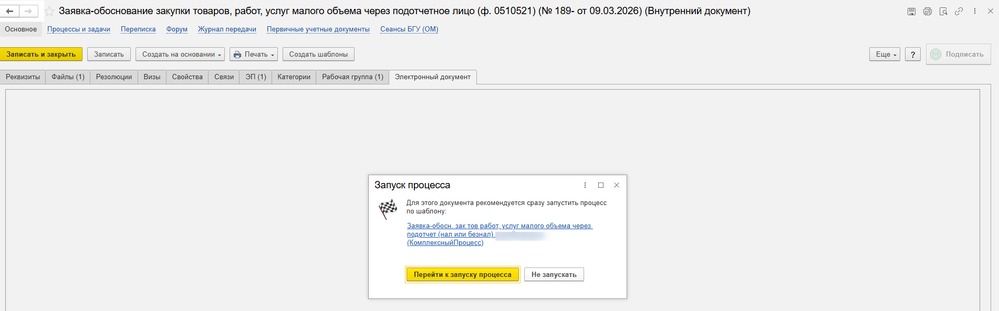 Заявка-обоснование закупки товаров, работ, услуг малого объема через подотчетное лицо (ф. 0510521) (№ 189- от 09.03.2026) (Внутренний документ)
Основное Процессы и задачи Переписка Форум Журнал передачи Первичные учетные документы Сеансы БГУ (ОМ)
Записать и закрыть Записать Создать на основании Печать Создать шаблоны Еще ? Подписать
Реквизиты Файлы (1) Резолюции Визы Свойства Связи ЭП (1) Категории Рабочая группа (1) Электронный документ
Запуск процесса
Для этого документа рекомендуется сразу запустить процесс
по шаблону:
Заявка-обосн. зак тов работ, услуг малого объема через
подотчет (нал или безнал)
(КомплексныйПроцесс)
Перейти к запуску процесса Не запускать